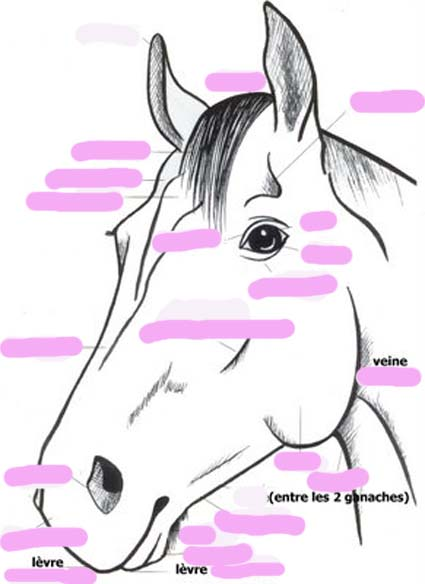 veine
(entre les 2 ganaches)
lèvre
lèvre